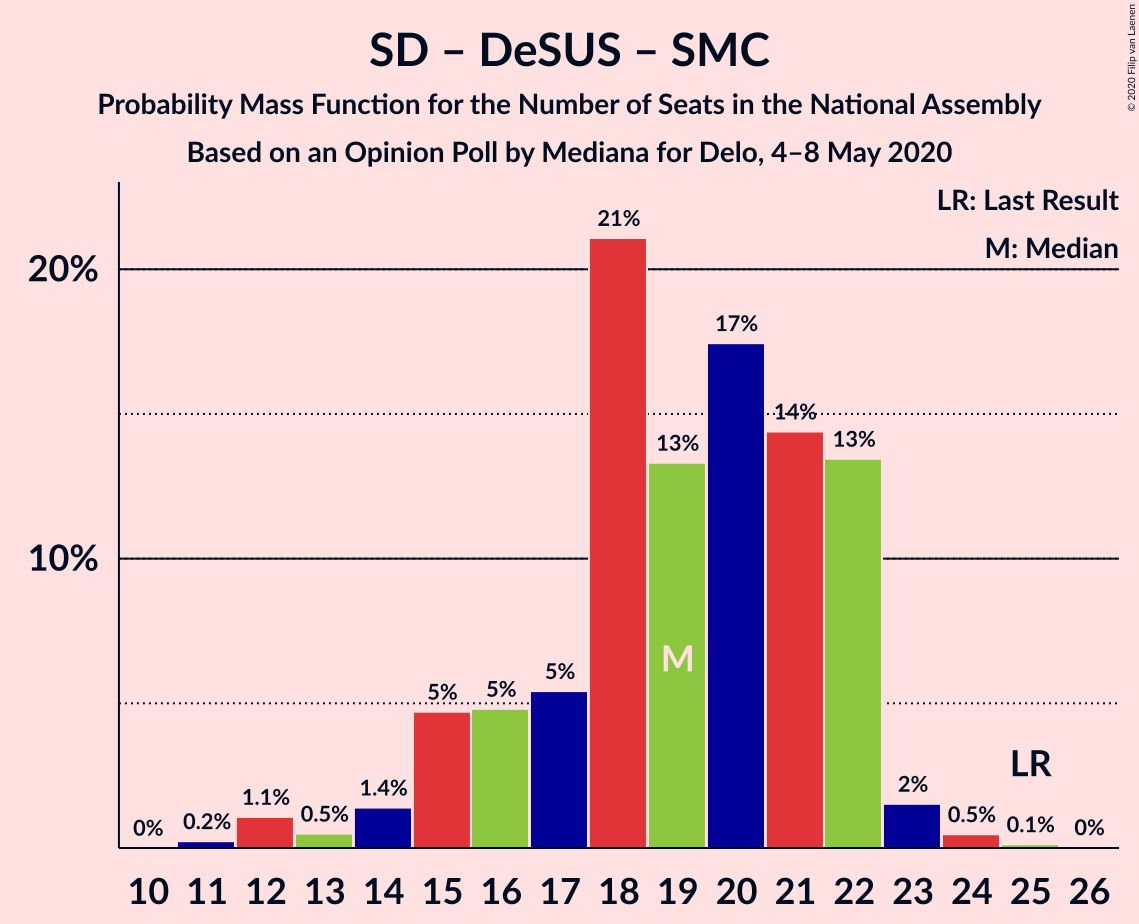 SD – DeSUS – SMC
Probability Mass Function for the Number of Seats in the National Assembly
Based on an Opinion Poll by Mediana for Delo, 4–8 May 2020
© 2020 Filip van Laenen
LR: Last Result
M: Median
20%
10%
0%
0.2%
1.1%
0.5%
1.4%
5%
5%
5%
21%
13%
17%
14%
13%
2%
0.5%
0.1%
0%
M
LR
10 11 12 13 14 15 16 17 18 19 20 21 22 23 24 25 26